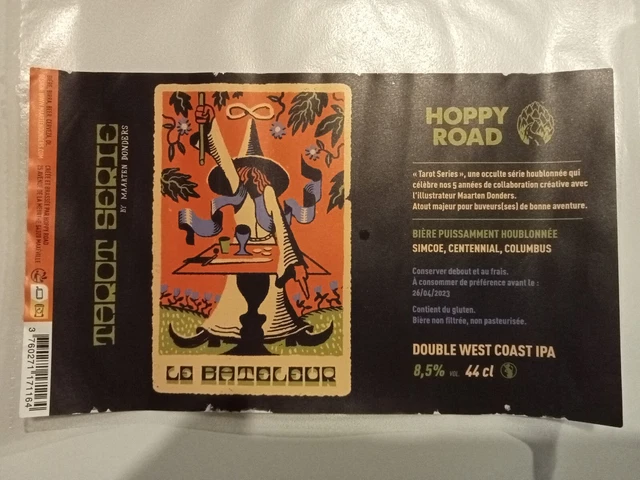 TAROT SERIE
BY MAARTEN DONDERS
LE BATELEUR
HOPPY
ROAD
« Tarot Series », une occulte série houblonnée qui
célèbre nos 5 années de collaboration créative avec
l'illustrateur Maarten Donders.
Atout majeur pour buveurs(ses) de bonne aventure.
BIÈRE PUISSAMMENT HOUBLONNÉE
SIMCOE, CENTENNIAL, COLUMBUS
Conserver debout et au frais.
À consommer de préférence avant le :
26/04/2023
Contient du gluten.
Bière non filtrée, non pasteurisée.
DOUBLE WEST COAST IPA
8,5% VOL. 44 cl
3 760271 171164